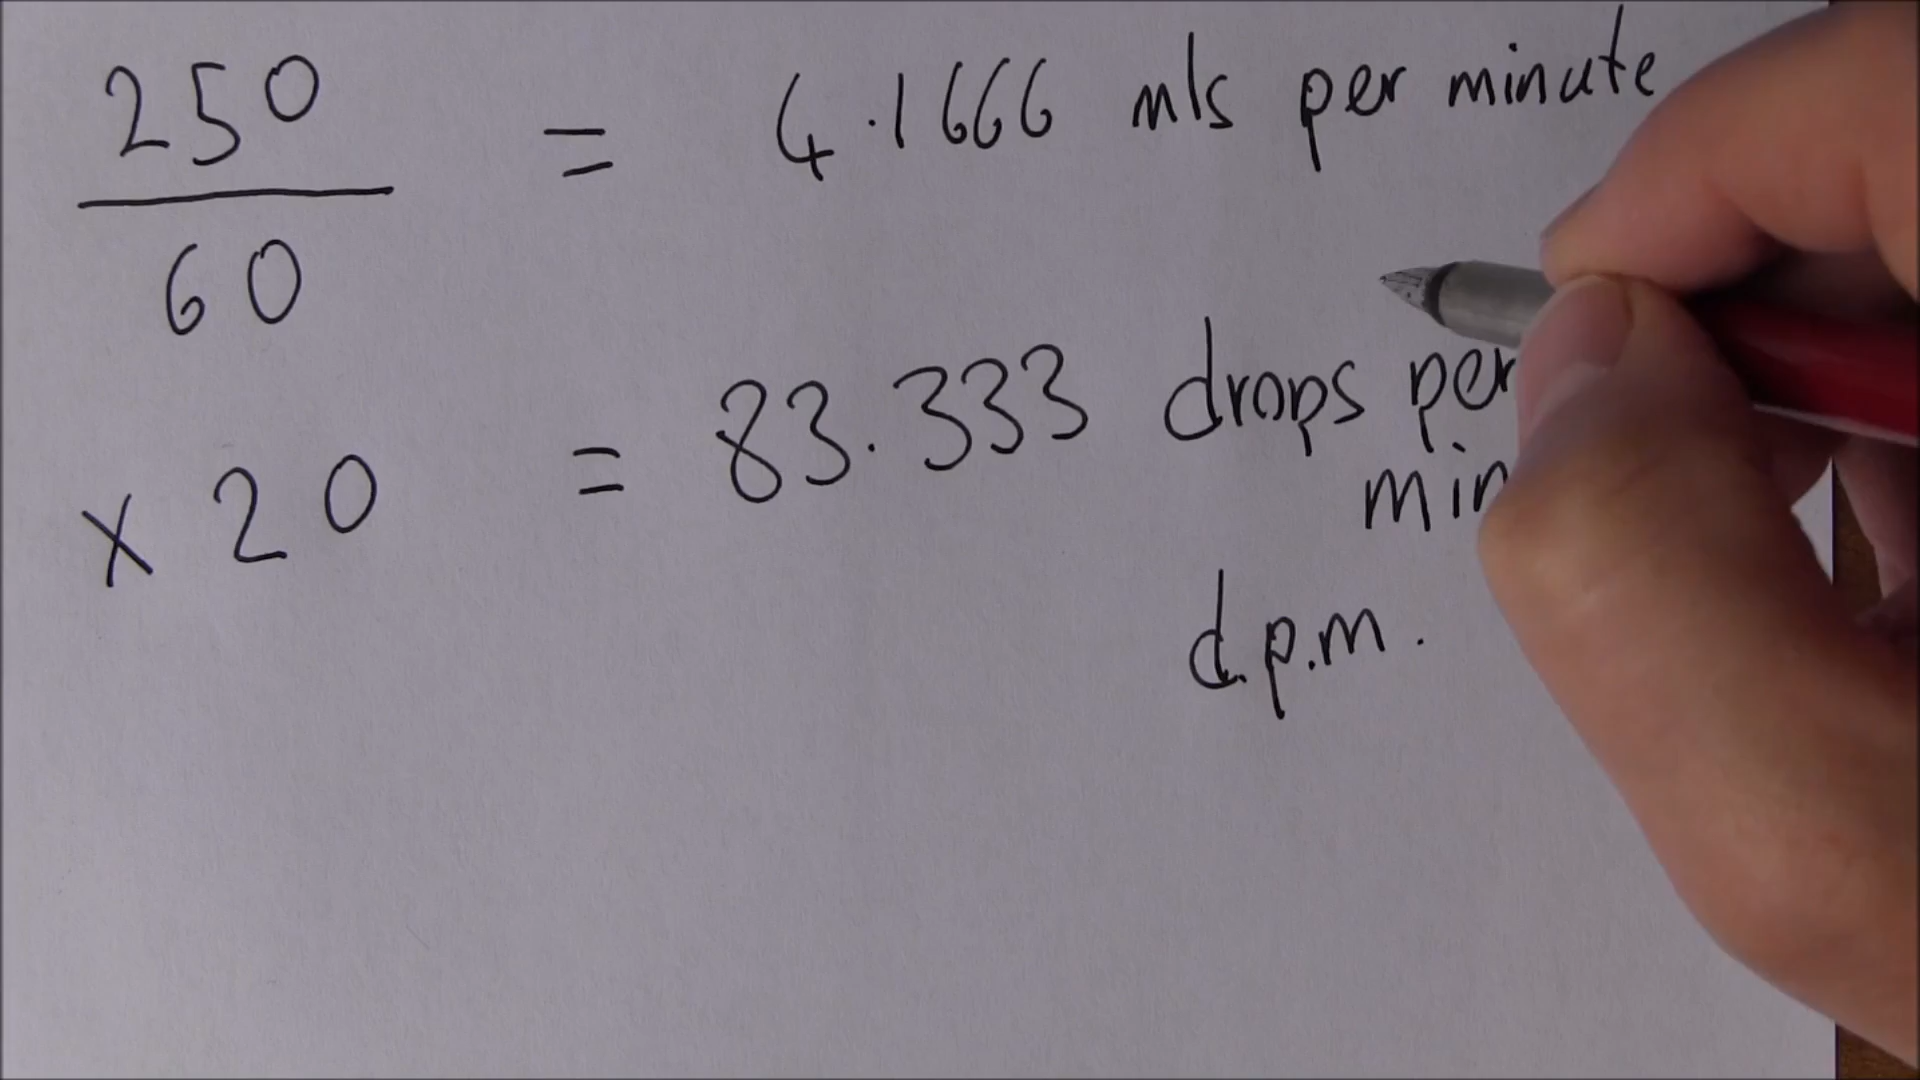 250 = 4.1666 mls per minute
60
x 20 = 83.333 drops per
min
d.p.m.